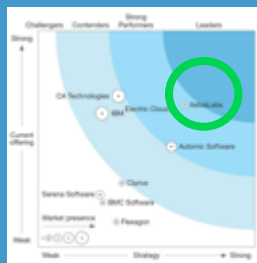 Challengers Contenders Strong Performers Leaders
Strong
CA Technologies
IBM
Electric Cloud
XebiaLabs
Automic Software
Current offering
Clarive
Serena Software
BMC Software
Market presence
Flexagon
Weak
Weak Strategy Strong